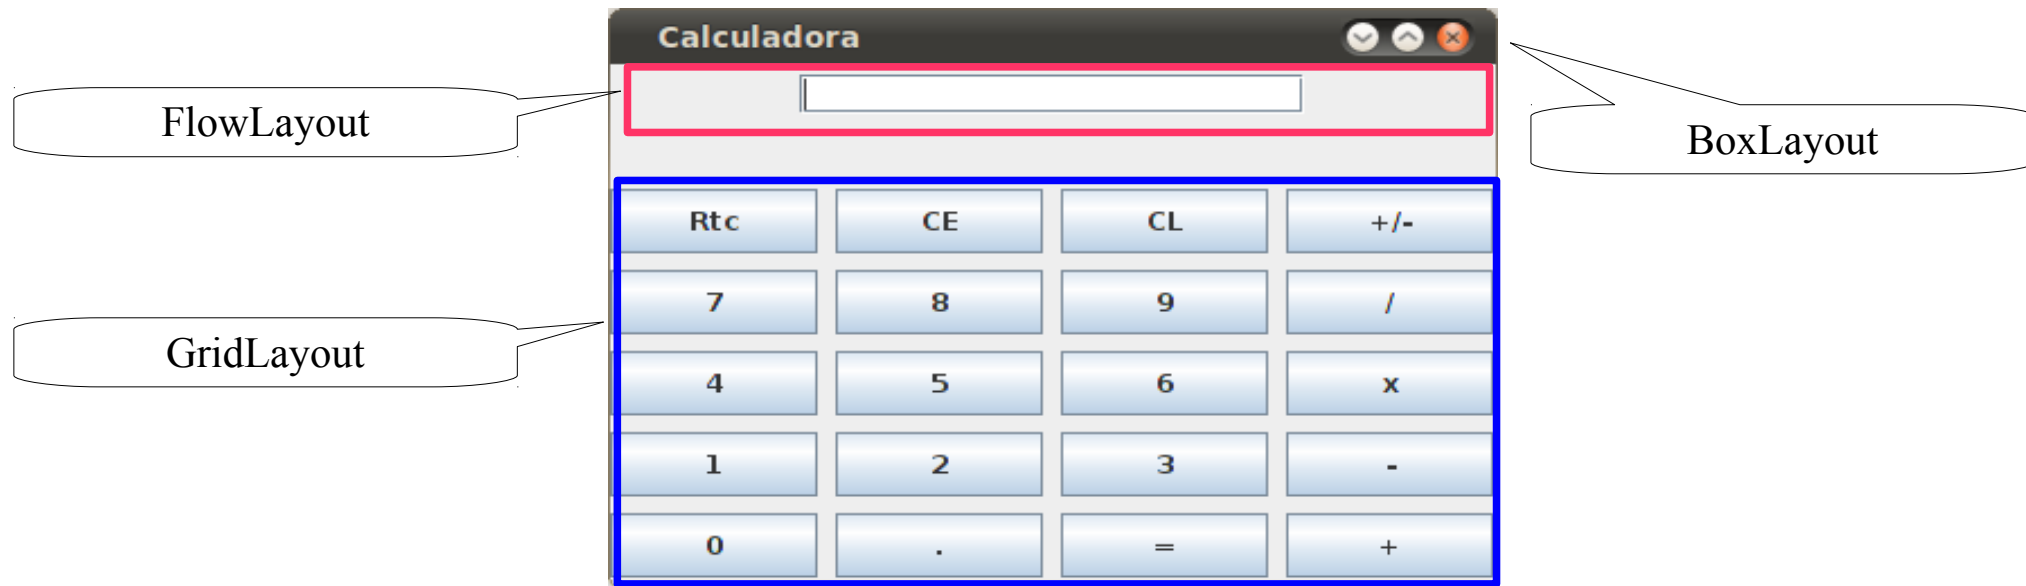 Calculadora
FlowLayout
BoxLayout
Rtc CE CL +/-
7 8 9 /
GridLayout
4 5 6 x
1 2 3 -
0 . = +